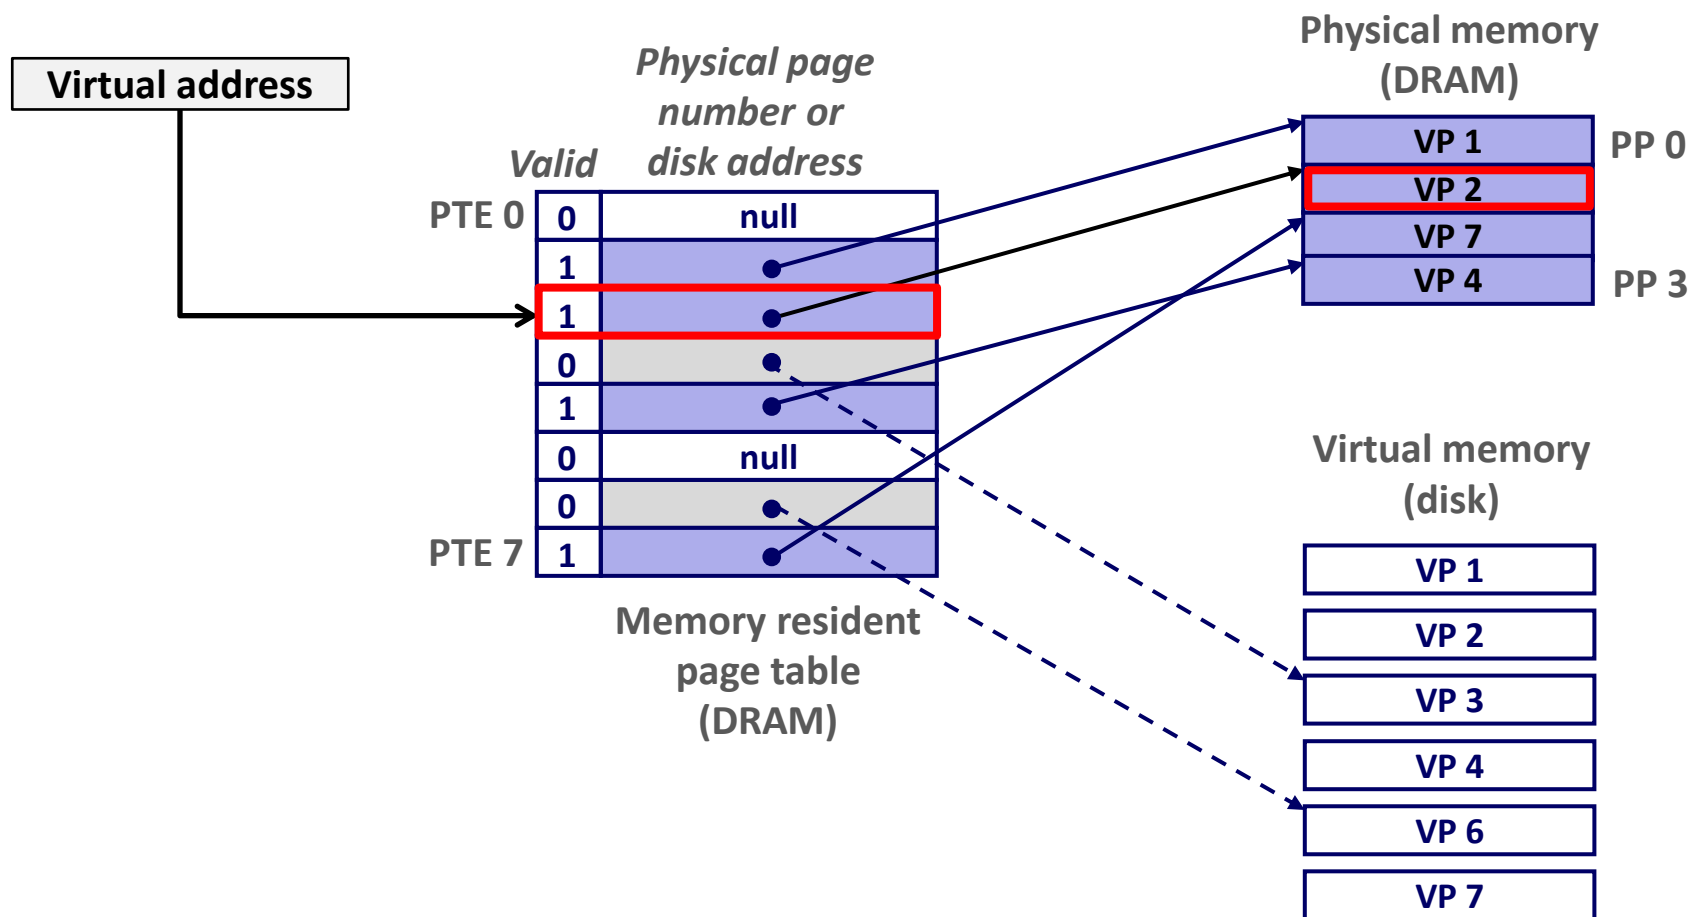 Virtual address
Physical page
number or
disk address
Valid
PTE 0
0
null
1
1
0
1
0
null
0
PTE 7
1
Memory resident
page table
(DRAM)
Physical memory
(DRAM)
VP 1
PP 0
VP 2
VP 7
VP 4
PP 3
Virtual memory
(disk)
VP 1
VP 2
VP 3
VP 4
VP 6
VP 7